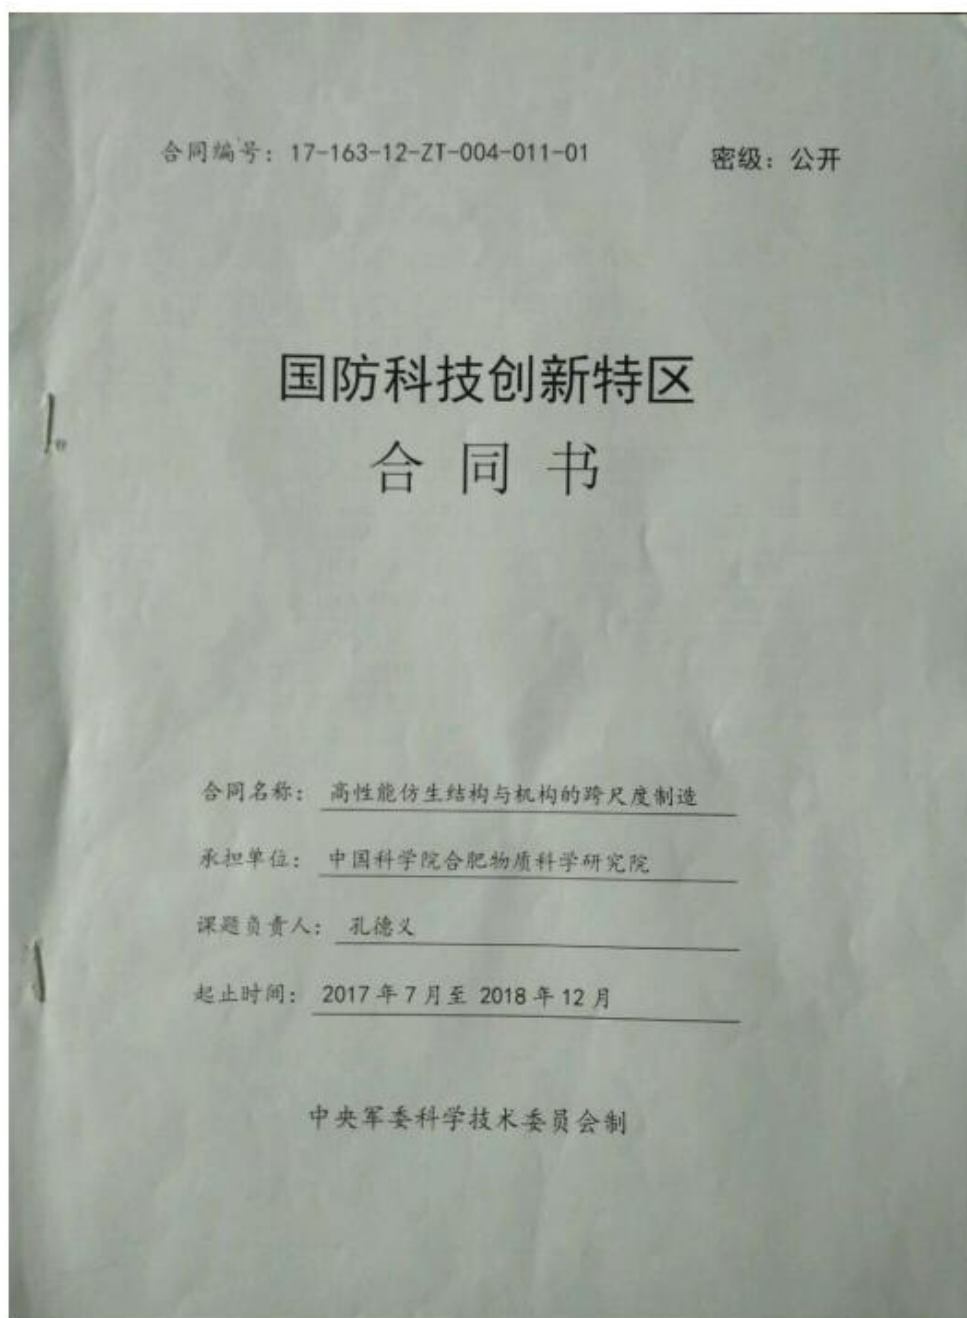 合同编号：17-163-12-ZT-004-011-01 密级：公开
国防科技创新特区
合同书
合同名称：高性能仿生结构与机构的跨尺度制造
承担单位：中国科学院合肥物质科学研究院
课题负责人：孔德义
起止时间：2017年7月至 2018年12月
中央军委科学技术委员会制